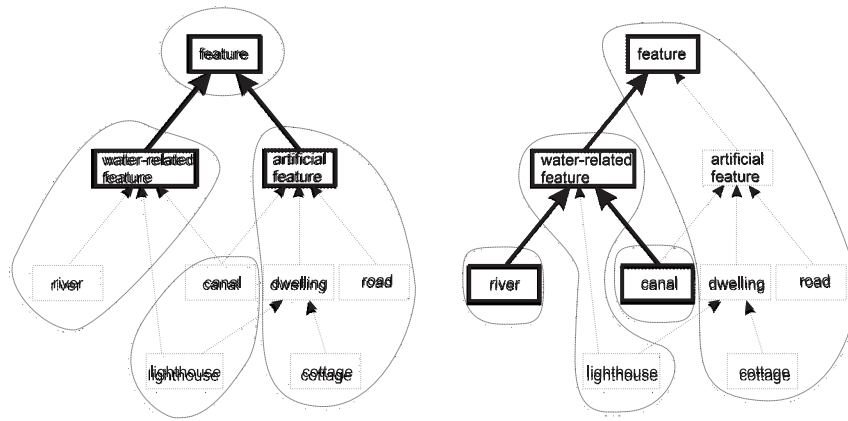 feature
water-related
feature
artificial
feature
river
canal
dwelling
road
lighthouse
cottage
feature
water-related
feature
artificial
feature
river
canal
dwelling
road
lighthouse
cottage